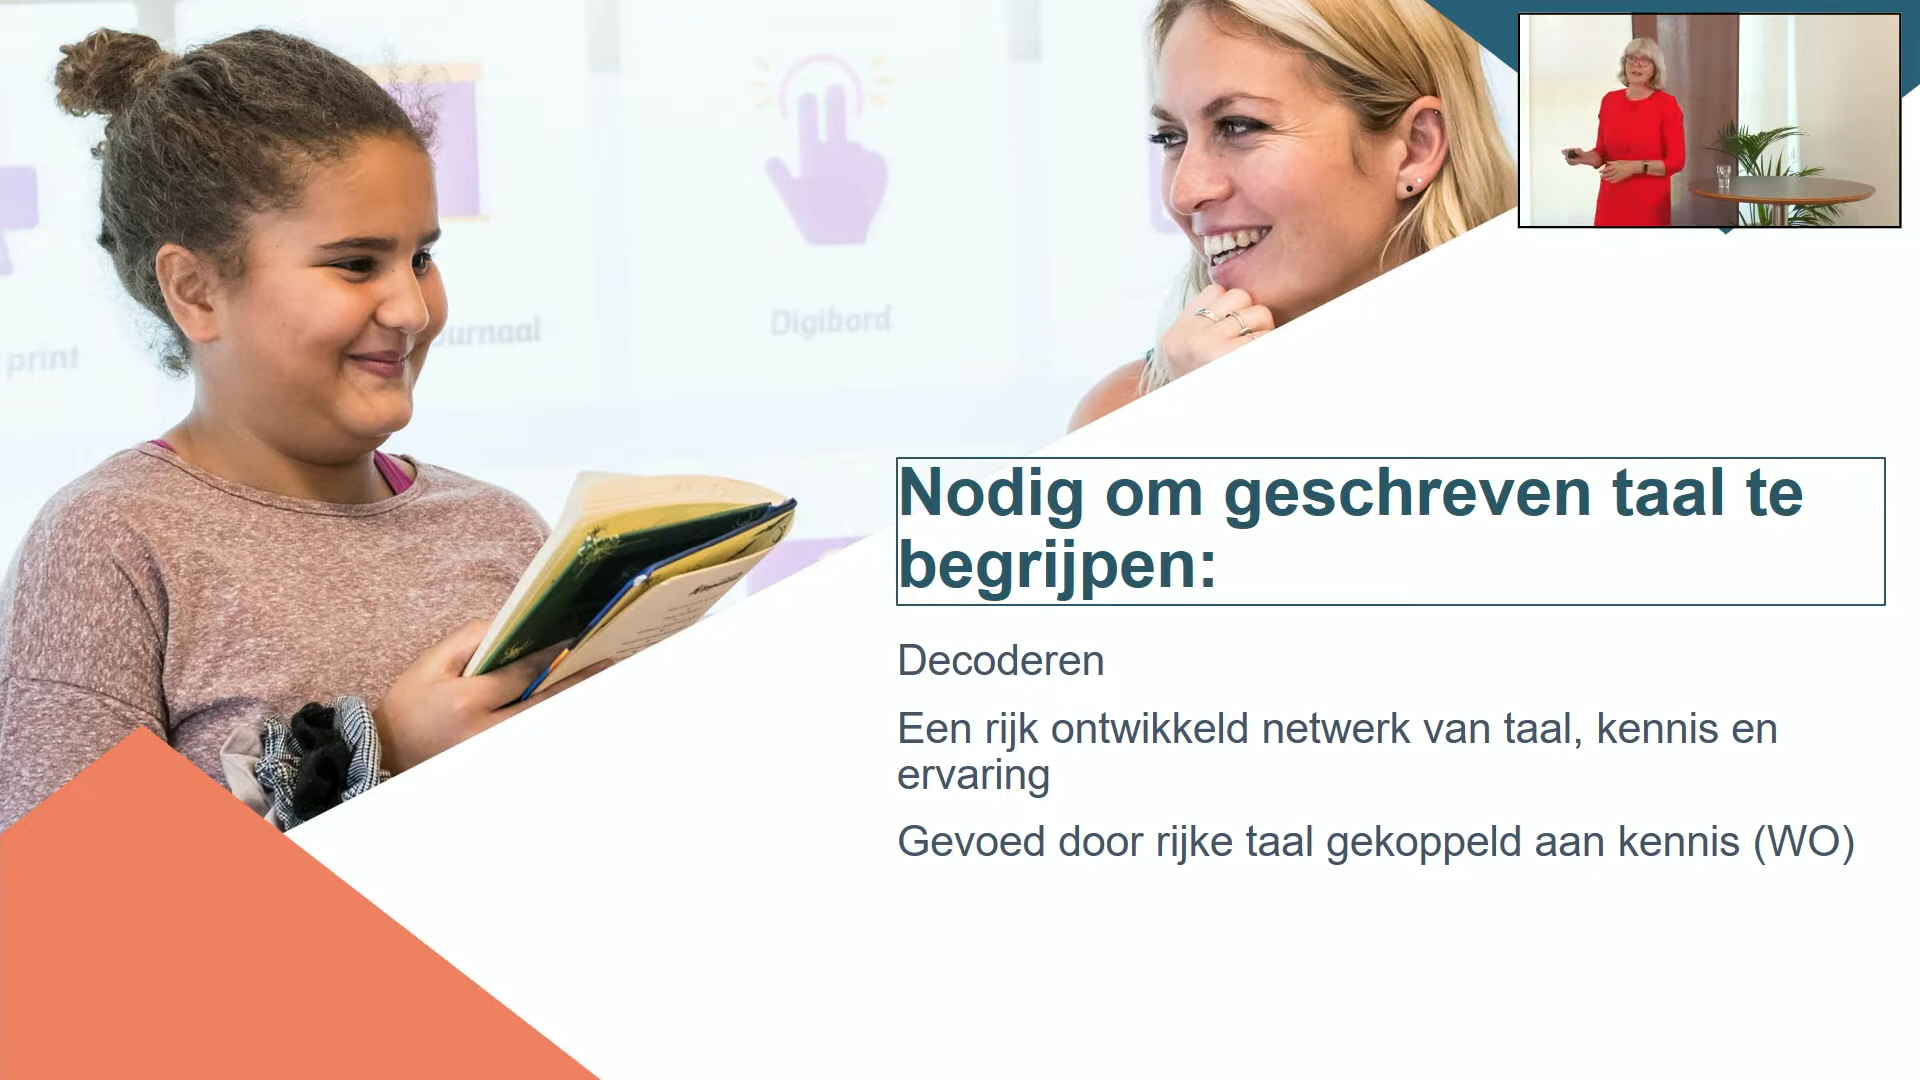 print
urnaal
Digibord
Nodig om geschreven taal te
begrijpen:
Decoderen
Een rijk ontwikkeld netwerk van taal, kennis en
ervaring
Gevoed door rijke taal gekoppeld aan kennis (WO)